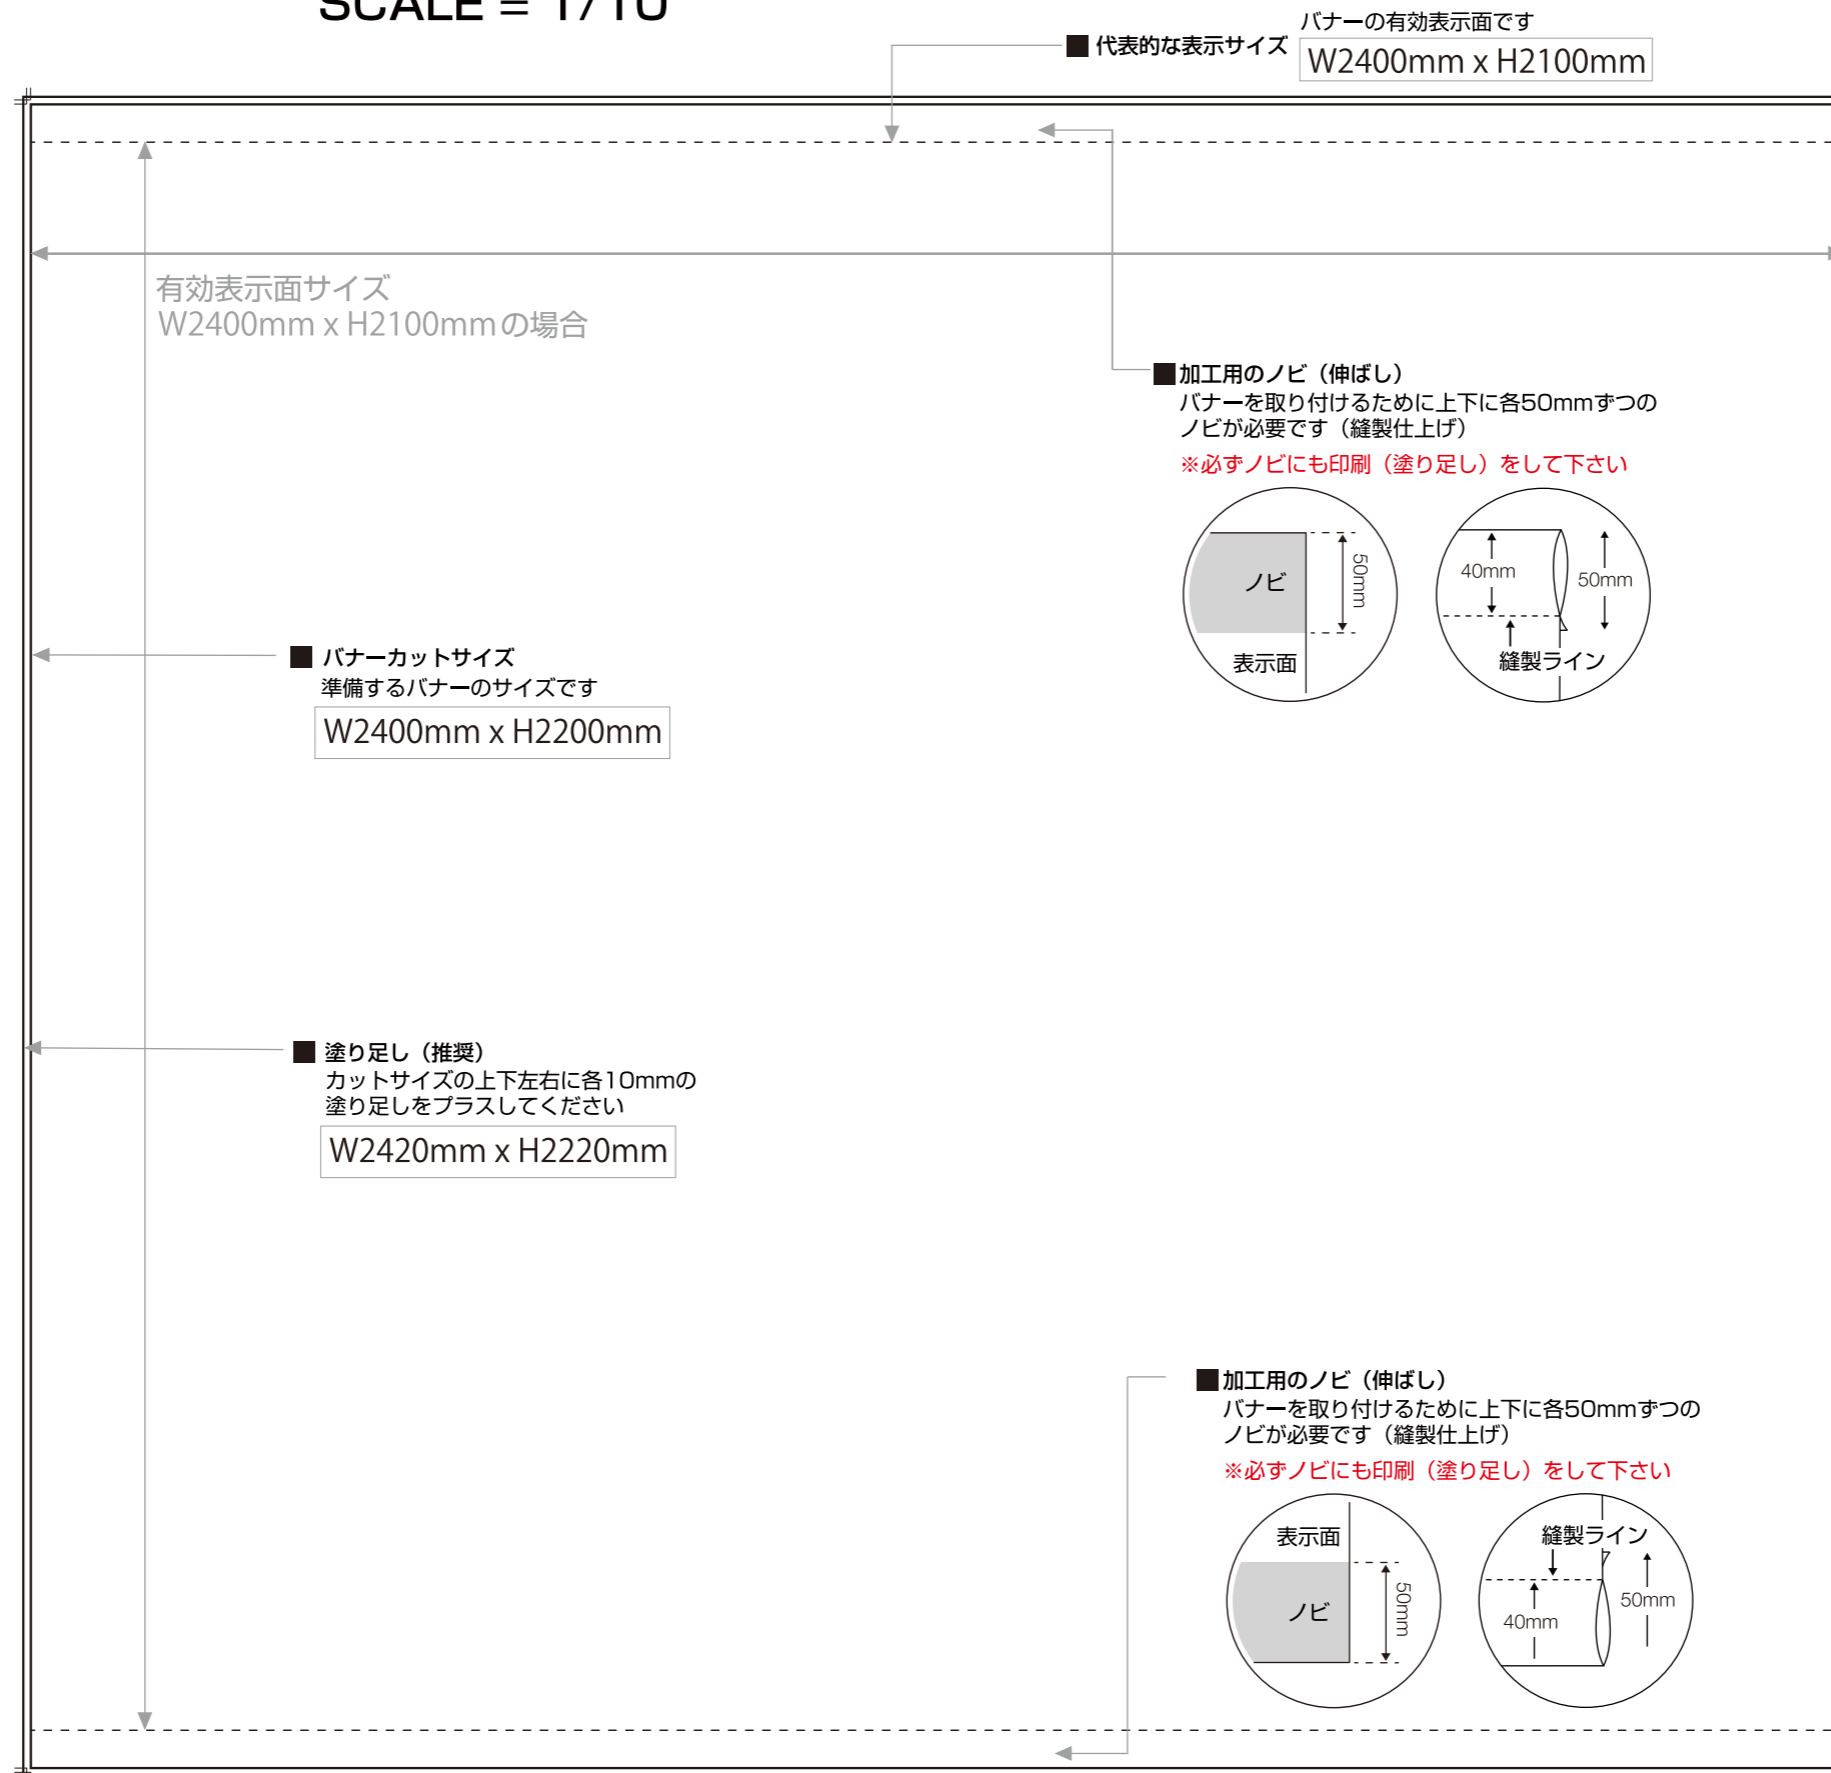 SCALE = 1/10
バナーの有効表示面です
■ 代表的な表示サイズ
W2400mm x H2100mm
有効表示面サイズ
W2400mm x H2100mmの場合
■加工用のノビ（伸ばし）
バナーを取り付けるために上下に各50mmずつの
ノビが必要です（縫製仕上げ）
※必ずノビにも印刷（塗り足し）をして下さい
ノビ
50mm
表示面
40mm
50mm
縫製ライン
■ バナーカットサイズ
準備するバナーのサイズです
W2400mm x H2200mm
■ 塗り足し（推奨）
カットサイズの上下左右に各10mmの
塗り足しをプラスしてください
W2420mm x H2220mm
■加工用のノビ（伸ばし）
バナーを取り付けるために上下に各50mmずつの
ノビが必要です（縫製仕上げ）
※必ずノビにも印刷（塗り足し）をして下さい
表示面
ノビ
50mm
縫製ライン
40mm
50mm